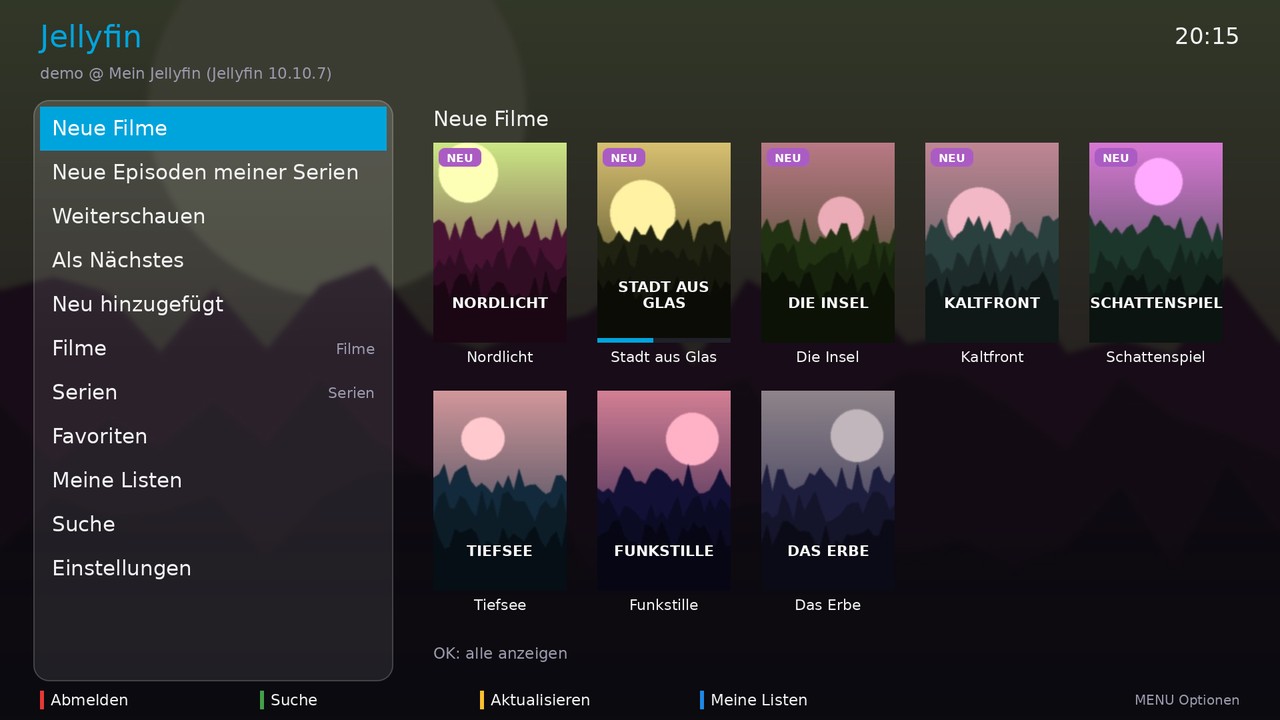 Jellyfin
20:15
demo @ Mein Jellyfin (Jellyfin 10.10.7)
Neue Filme
Neue Episoden meiner Serien
Weiterschauen
Als Nächstes
Neu hinzugefügt
Filme Filme
Serien Serien
Favoriten
Meine Listen
Suche
Einstellungen
Neue Filme
NEU
NORDLICHT
Nordlicht
NEU
STADT AUS
GLAS
Stadt aus Glas
NEU
DIE INSEL
Die Insel
NEU
KALTFRONT
Kaltfront
NEU
SCHATTENSPIEL
Schattenspiel
TIEFSEE
Tiefsee
FUNKSTILLE
Funkstille
DAS ERBE
Das Erbe
OK: alle anzeigen
Abmelden
Suche
Aktualisieren
Meine Listen
MENU Optionen